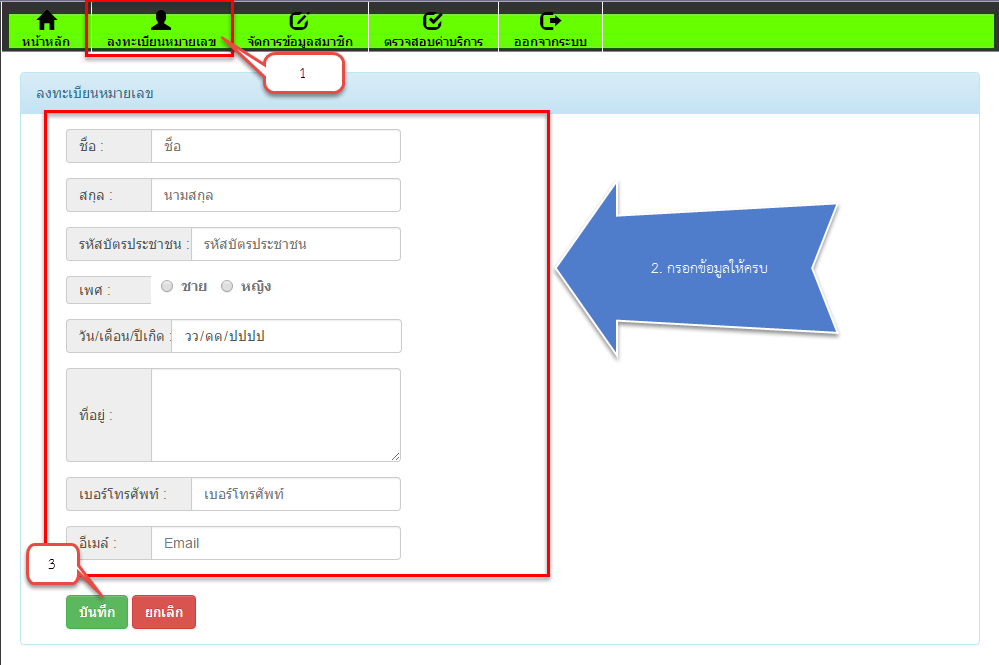 หน้าหลัก
ลงทะเบียนหมายเลข
จัดการข้อมูลสมาชิก
ตรวจสอบค่าบริการ
ออกจากระบบ
1
ลงทะเบียนหมายเลข
ชื่อ : ชื่อ
สกุล : นามสกุล
รหัสบัตรประชาชน : รหัสบัตรประชาชน
2. กรอกข้อมูลให้ครบ
เพศ : ชาย หญิง
วัน/เดือน/ปีเกิด : วว/ดด/ปปปป
ที่อยู่ :
เบอร์โทรศัพท์ : เบอร์โทรศัพท์
อีเมล์ : Email
3
บันทึก ยกเลิก